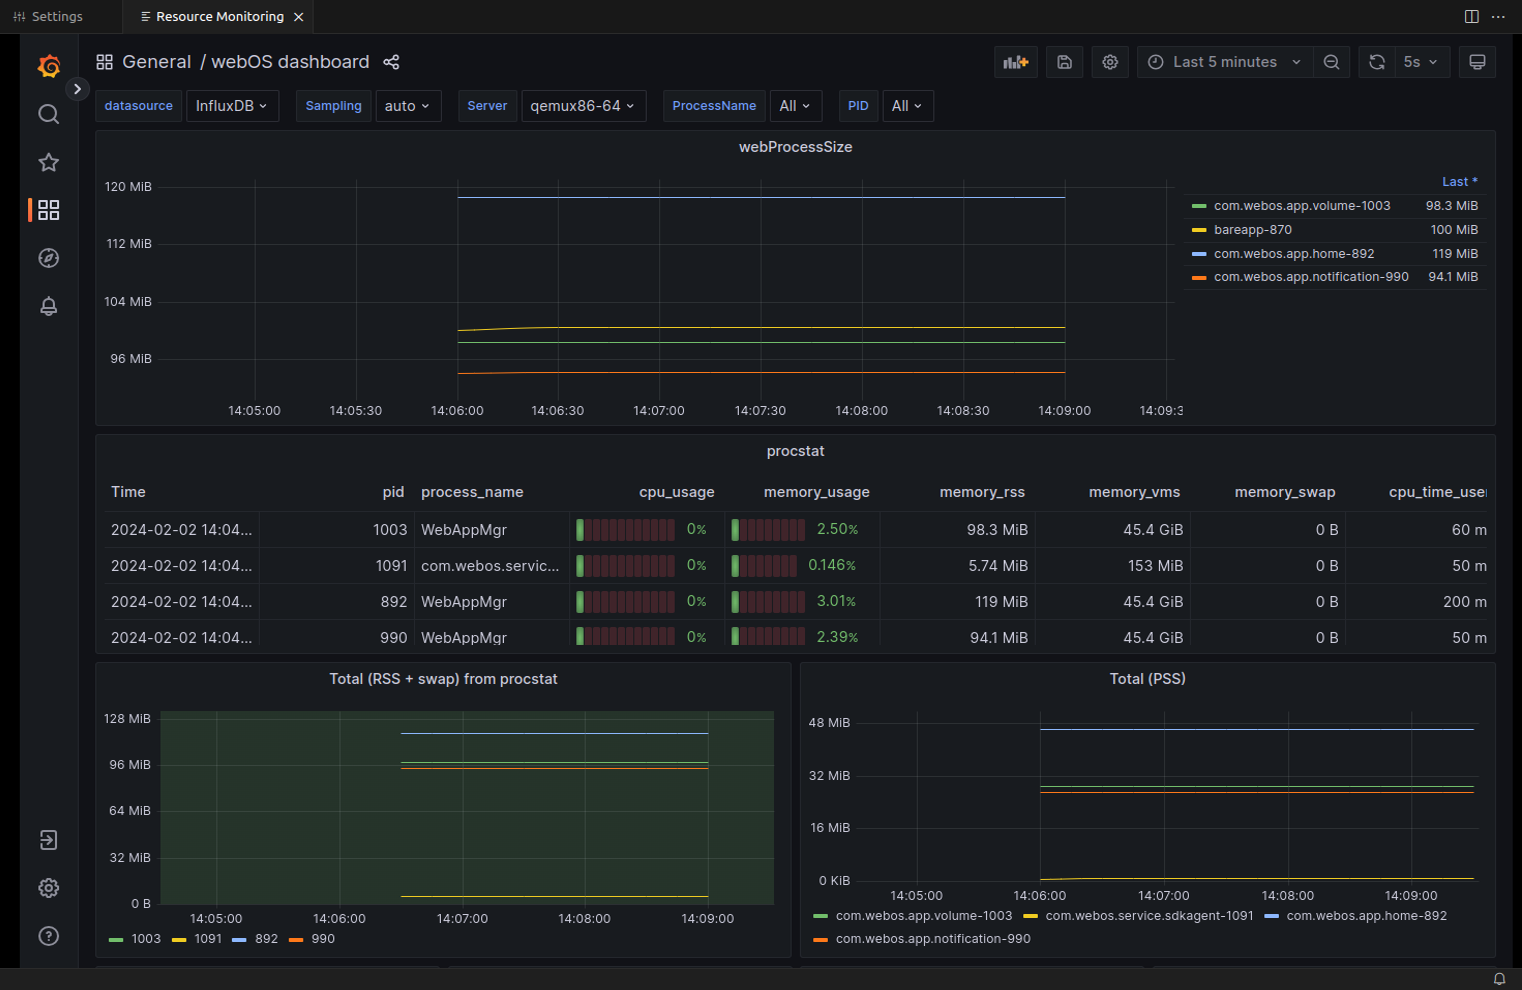 Settings
Resource Monitoring
General / webOS dashboard
Last 5 minutes
5s
datasource InfluxDB Sampling auto Server qemux86-64 ProcessName All PID All
webProcessSize
120 MiB
112 MiB
104 MiB
96 MiB
14:05:00 14:05:30 14:06:00 14:06:30 14:07:00 14:07:30 14:08:00 14:08:30 14:09:00 14:09:3
Last *
com.webos.app.volume-1003 98.3 MiB
bareapp-870 100 MiB
com.webos.app.home-892 119 MiB
com.webos.app.notification-990 94.1 MiB
procstat
Time pid process_name cpu_usage memory_usage memory_rss memory_vms memory_swap cpu_time_user
2024-02-02 14:04... 1003 WebAppMgr 0% 2.50% 98.3 MiB 45.4 GiB 0 B 60 m
2024-02-02 14:04... 1091 com.webos.servic... 0% 0.146% 5.74 MiB 153 MiB 0 B 50 m
2024-02-02 14:04... 892 WebAppMgr 0% 3.01% 119 MiB 45.4 GiB 0 B 200 m
2024-02-02 14:04... 990 WebAppMgr 0% 2.39% 94.1 MiB 45.4 GiB 0 B 50 m
Total (RSS + swap) from procstat
128 MiB
96 MiB
64 MiB
32 MiB
0 B
14:05:00 14:06:00 14:07:00 14:08:00 14:09:00
1003 1091 892 990
Total (PSS)
48 MiB
32 MiB
16 MiB
0 KiB
14:05:00 14:06:00 14:07:00 14:08:00 14:09:00
com.webos.app.volume-1003 com.webos.service.sdkagent-1091 com.webos.app.home-892
com.webos.app.notification-990